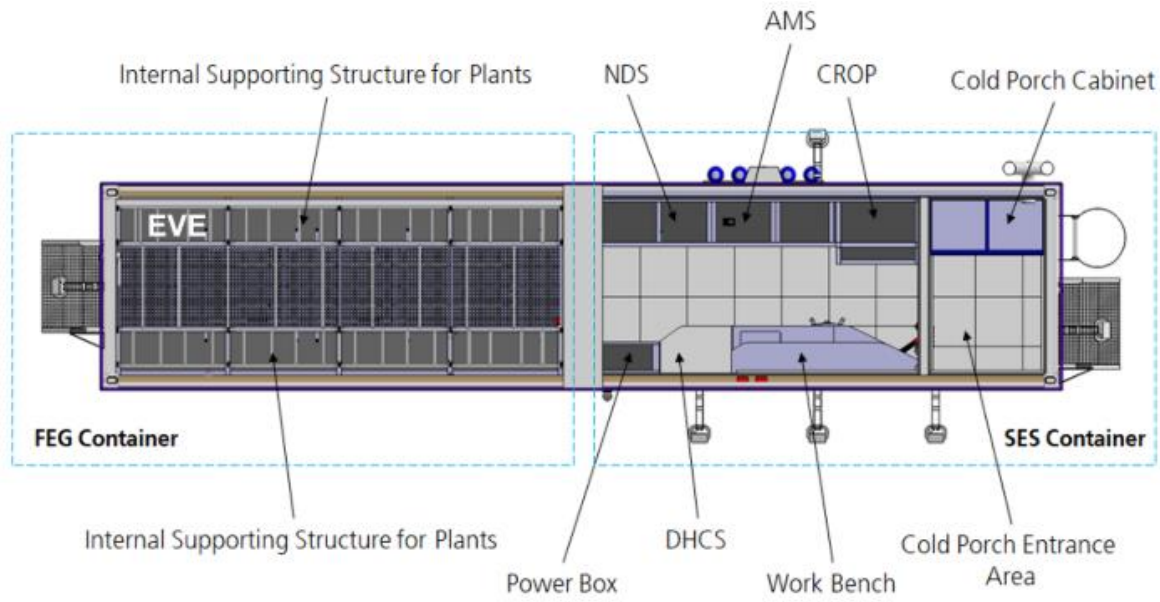 AMS
Internal Supporting Structure for Plants
NDS
CROP
Cold Porch Cabinet
EVE
FEG Container
SES Container
Internal Supporting Structure for Plants
DHCS
Cold Porch Entrance
Area
Power Box
Work Bench